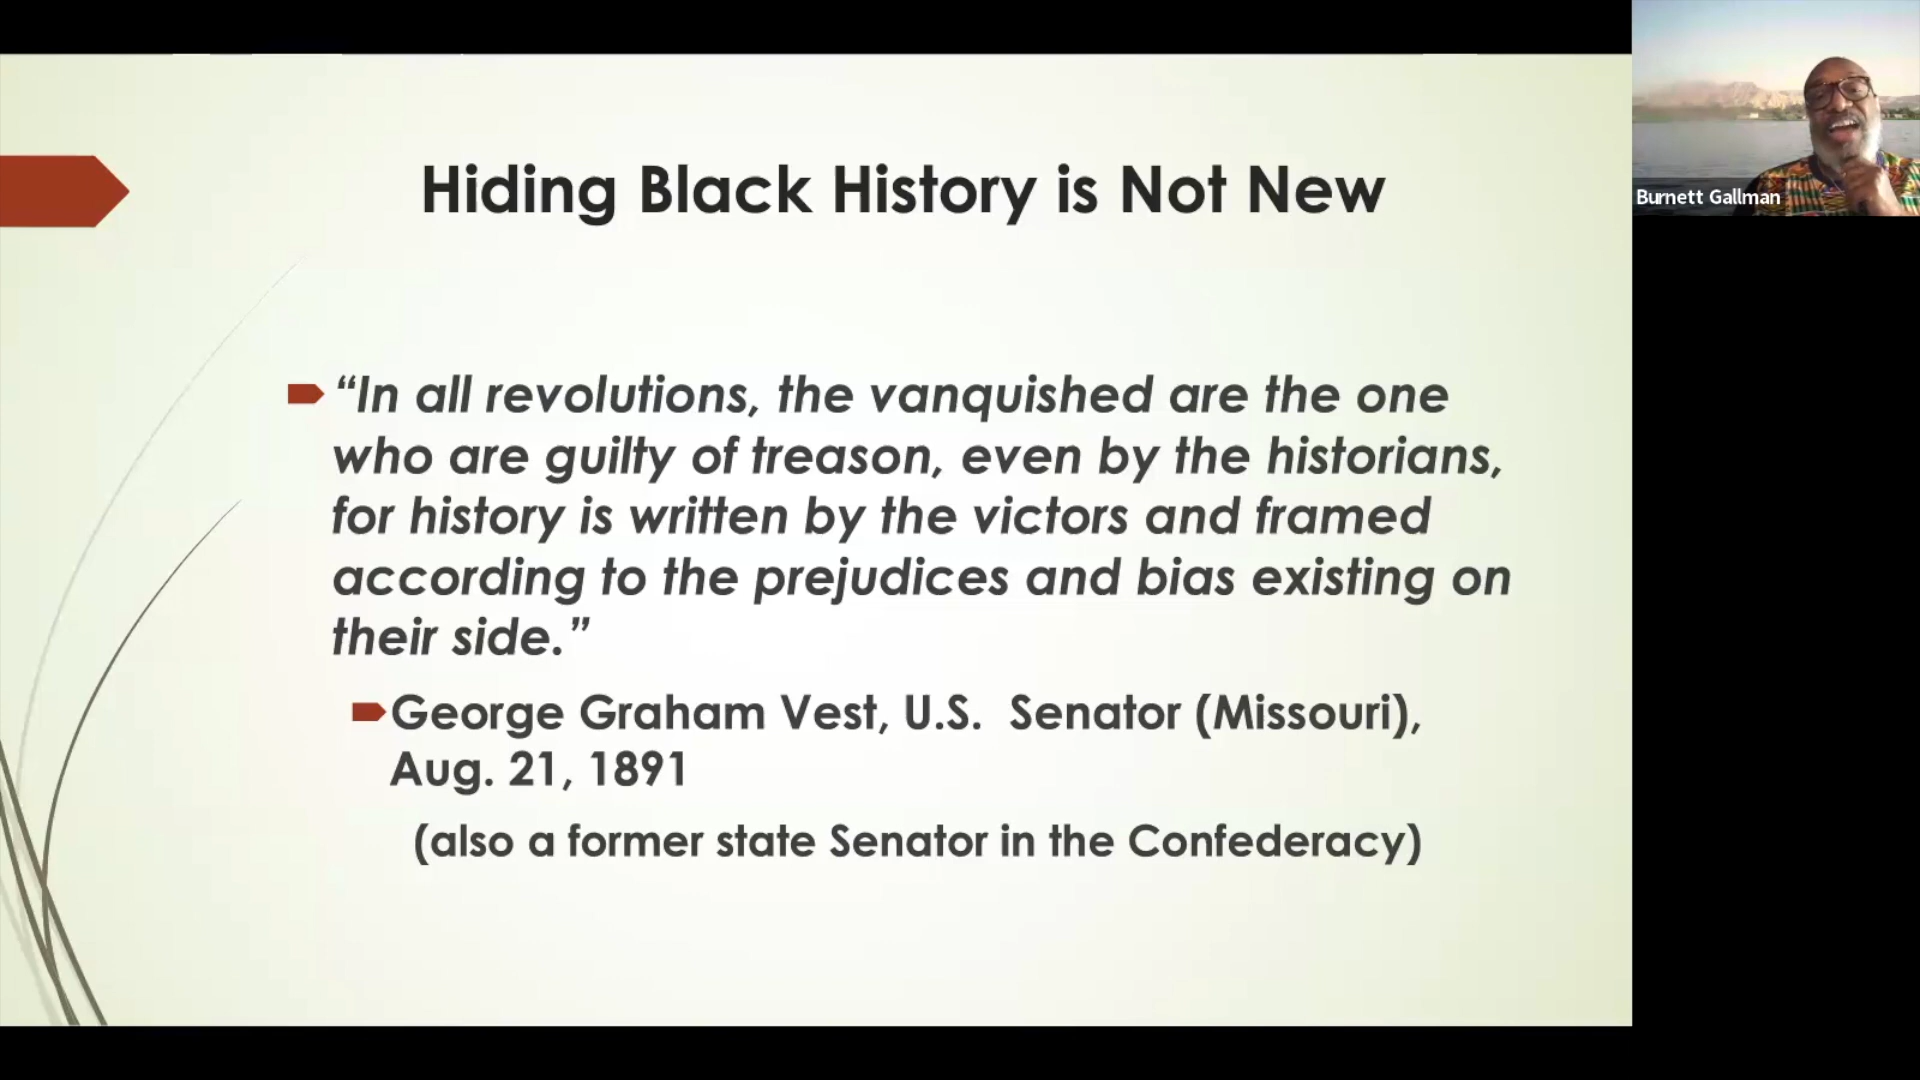 Hiding Black History is Not New
“In all revolutions, the vanquished are the one
who are guilty of treason, even by the historians,
for history is written by the victors and framed
according to the prejudices and bias existing on
their side.”
George Graham Vest, U.S. Senator (Missouri),
Aug. 21, 1891
(also a former state Senator in the Confederacy)
Burnett Gallman